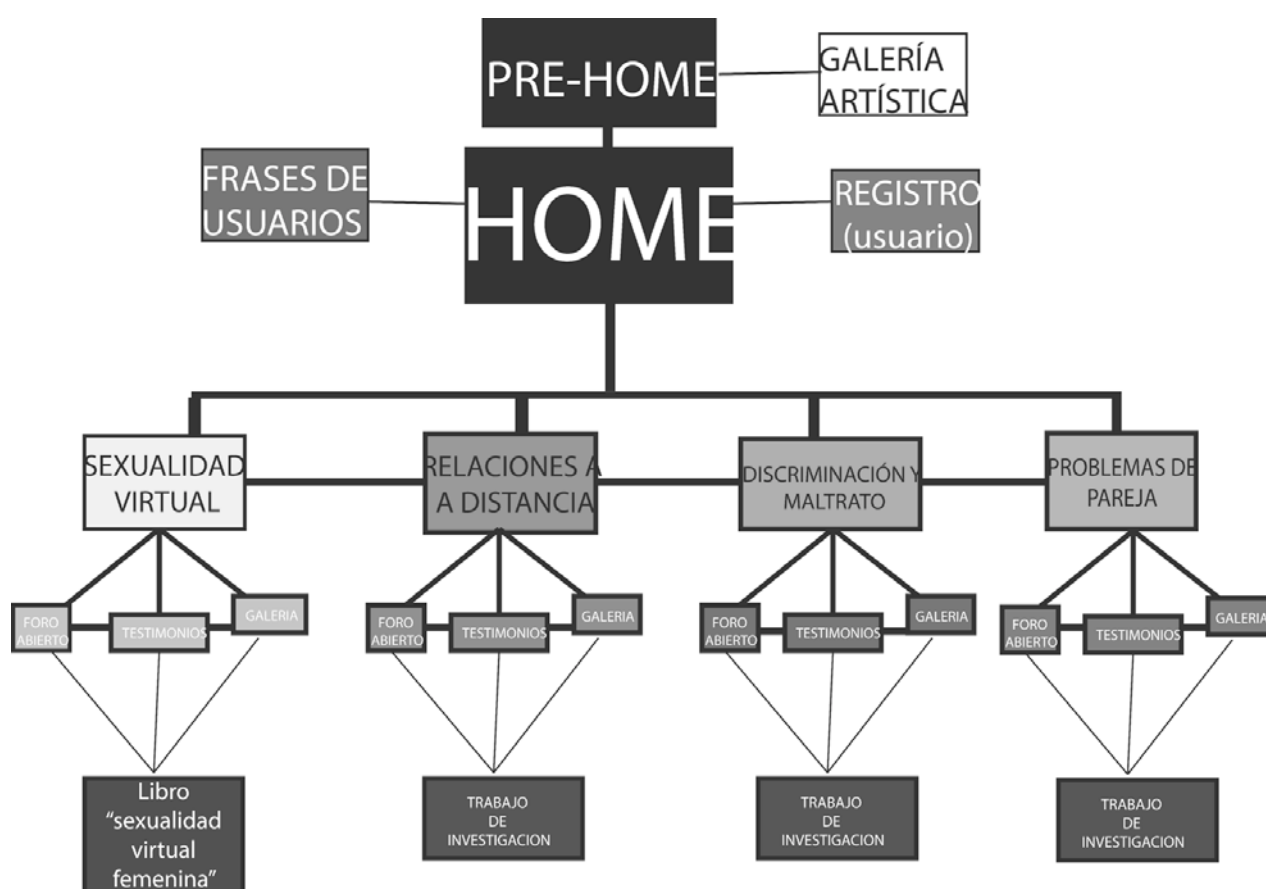 PRE-HOME
GALERÍA
ARTÍSTICA
FRASES DE
USUARIOS
HOME
REGISTRO
(usuario)
SEXUALIDAD
VIRTUAL
RELACIONES A
A DISTANCIA
DISCRIMINACIÓN Y
MALTRATO
PROBLEMAS DE
PAREJA
FORO
ABIERTO
TESTIMONIOS
GALERIA
FORO
ABIERTO
TESTIMONIOS
GALERIA
FORO
ABIERTO
TESTIMONIOS
GALERIA
FORO
ABIERTO
TESTIMONIOS
GALERIA
Libro
“sexualidad
virtual
femenina”
TRABAJO
DE
INVESTIGACION
TRABAJO
DE
INVESTIGACION
TRABAJO
DE
INVESTIGACION